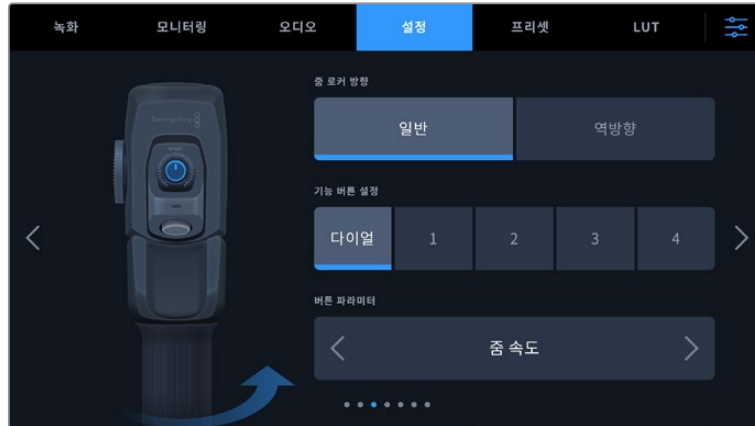 녹화
모니터링
오디오
설정
프리셋
LUT
줌 로커 방향
일반
역방향
기능 버튼 설정
다이얼
1
2
3
4
버튼 파라미터
줌 속도